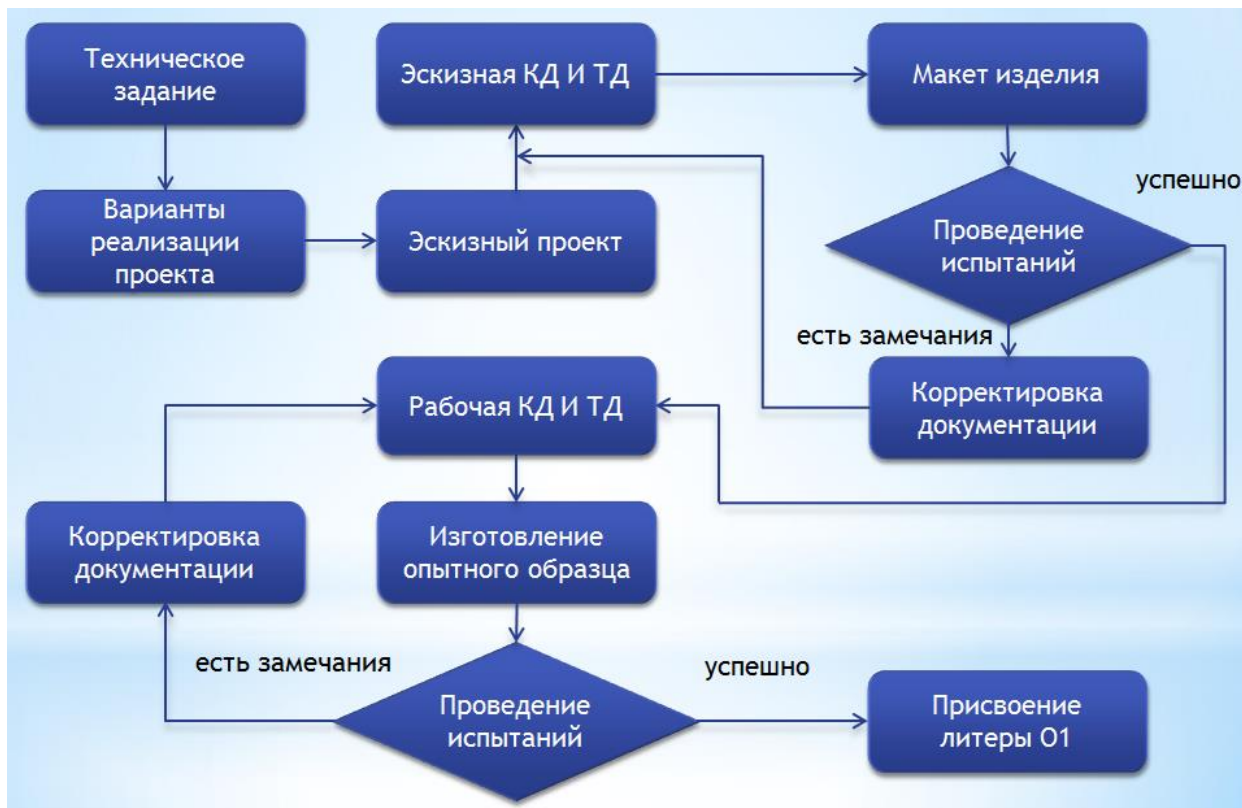 Техническое
задание
Эскизная КД И ТД
Макет изделия
успешно
Варианты
реализации
проекта
Эскизный проект
Проведение
испытаний
есть замечания
Рабочая КД И ТД
Корректировка
документации
Корректировка
документации
Изготовление
опытного образца
есть замечания
успешно
Проведение
испытаний
Присвоение
литеры О1